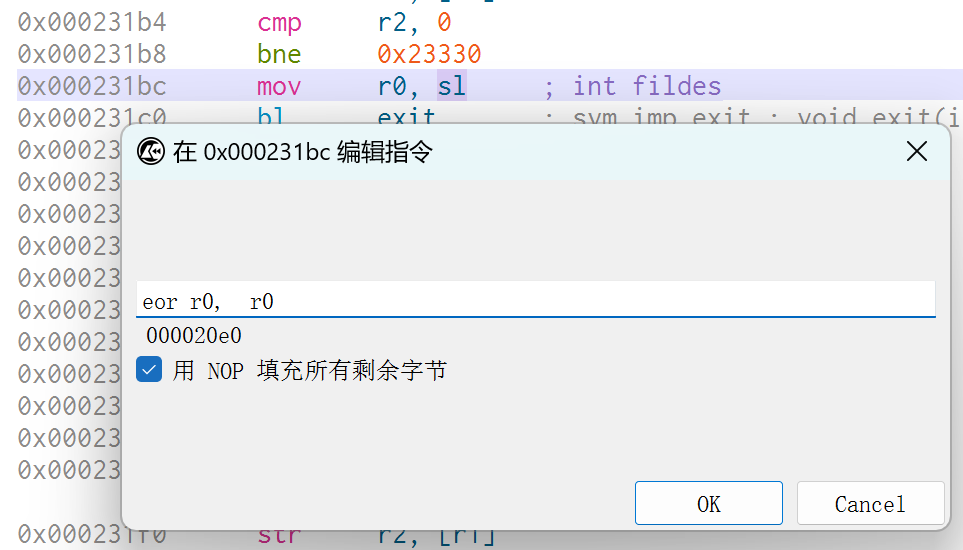 0x000231b4 cmp r2, 0
0x000231b8 bne 0x23330
0x000231bc mov r0, sl ; int fildes
0x000231c0 bl exit ; sym.imp.exit ; void exit(i
在 0x000231bc 编辑指令
0x00023
0x00023
0x00023
0x00023
0x00023
eor r0,  r0
0x00023
000020e0
0x00023
用 NOP 填充所有剩余字节
0x00023
0x00023
0x00023
0x00023
OK Cancel
0x000231f0 str r2, [r1]